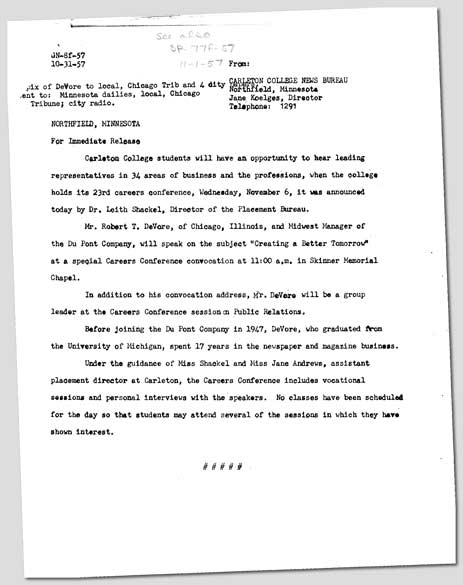 See also
SP-77F-57
JN-8f-57
10-31-57
11-1-57 From:
pix of DeVore to local, Chicago Trib and 4 city
CARLETON COLLEGE NEWS BUREAU
ent to: Minnesota dailies, local, Chicago
Northfield, Minnesota
Tribune; city radio.
Jane Koelges, Director
Telephone: 1291
NORTHFIELD, MINNESOTA
For Immediate Release
Carleton College students will have an opportunity to hear leading
representatives in 34 areas of business and the professions, when the college
holds its 23rd careers conference, Wednesday, November 6, it was announced
today by Dr. Leith Shackel, Director of the Placement Bureau.
Mr. Robert T. DeVore, of Chicago, Illinois, and Midwest Manager of
the Du Pont Company, will speak on the subject "Creating a Better Tomorrow"
at a special Careers Conference convocation at 11:00 a.m. in Skinner Memorial
Chapel.
In addition to his convocation address, Mr. DeVore will be a group
leader at the Careers Conference session on Public Relations.
Before joining the Du Pont Company in 1947, DeVore, who graduated from
the University of Michigan, spent 17 years in the newspaper and magazine business.
Under the guidance of Miss Shackel and Miss Jane Andrews, assistant
placement director at Carleton, the Careers Conference includes vocational
sessions and personal interviews with the speakers. No classes have been scheduled
for the day so that students may attend several of the sessions in which they have
shown interest.
# # # # #